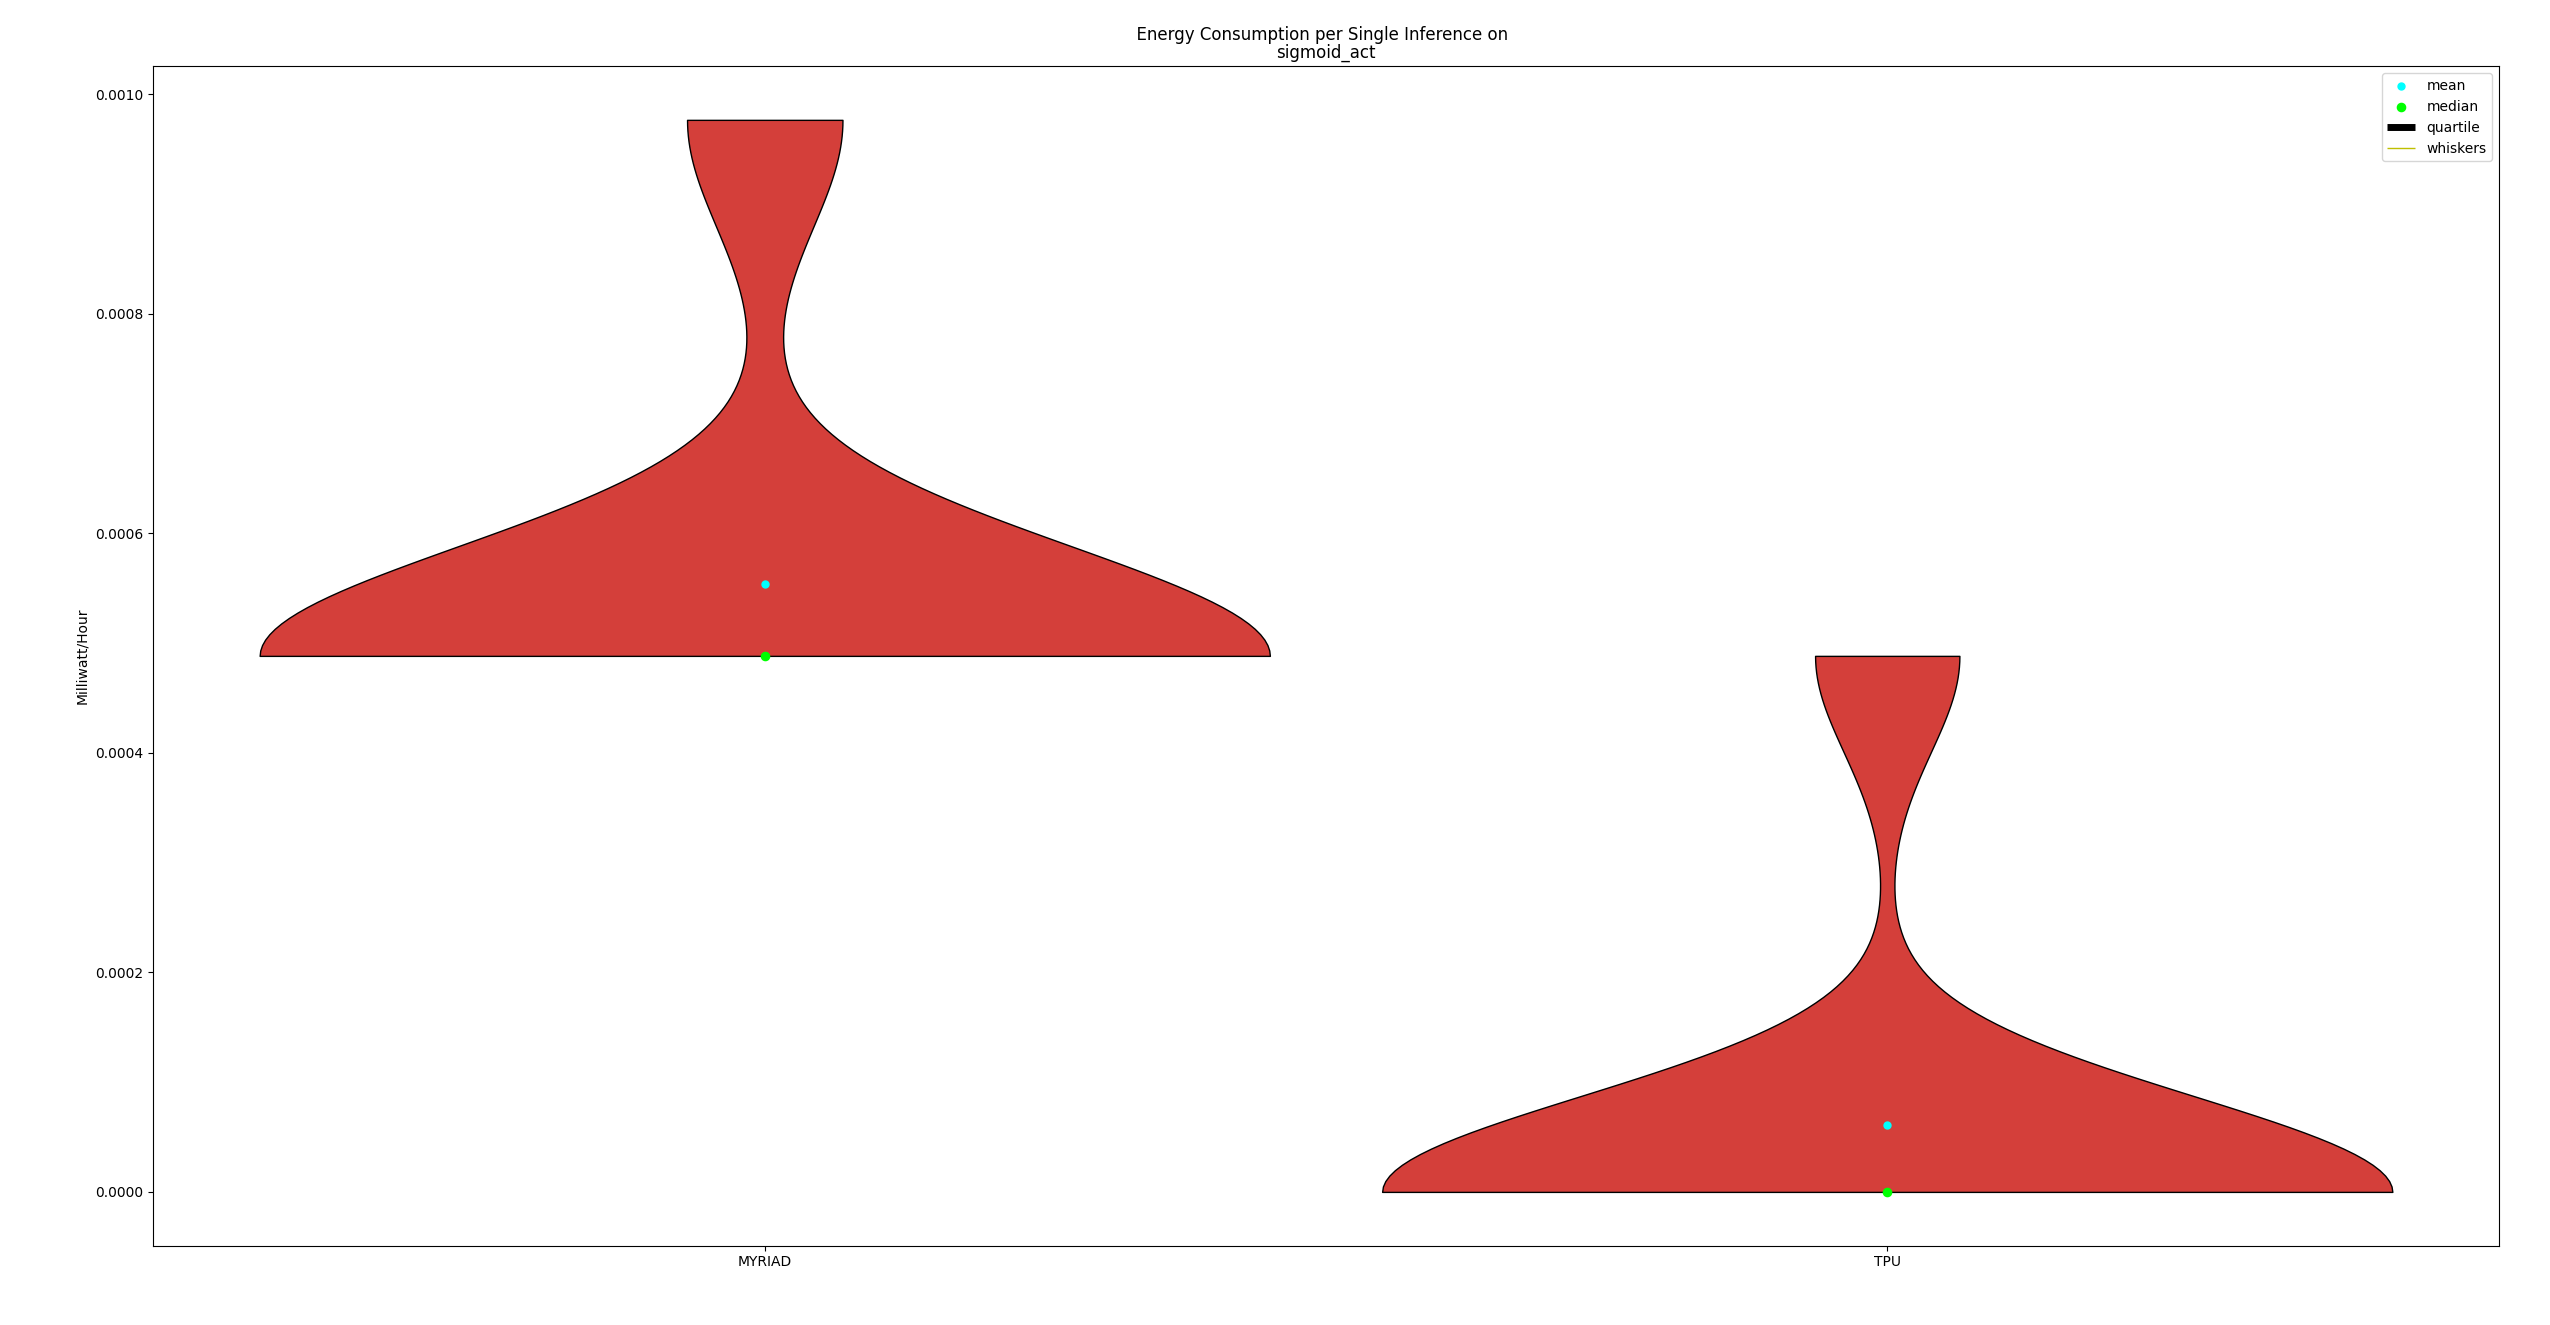 Energy Consumption per Single Inference on
sigmoid_act
mean
median
quartile
whiskers
0.0010
0.0008
0.0006
0.0004
0.0002
0.0000
Milliwatt/Hour
MYRIAD
TPU